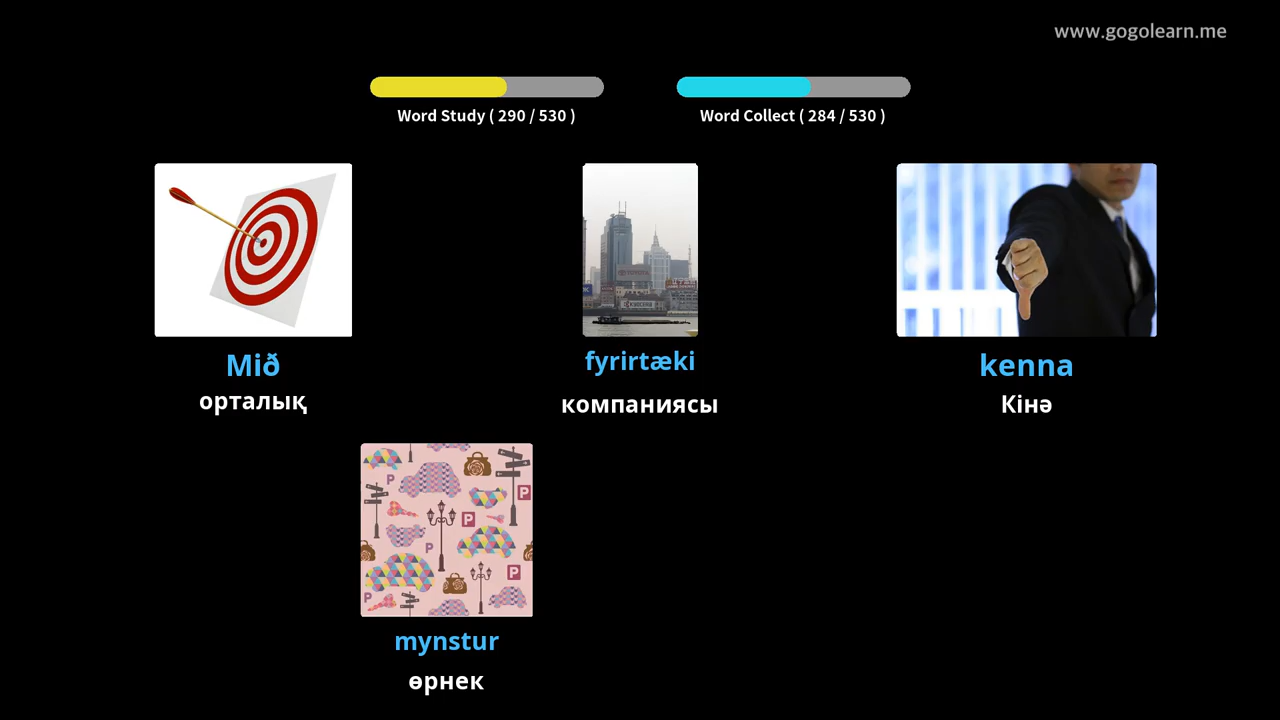 www.gogolearn.me
Word Study ( 290 / 530 )
Word Collect ( 284 / 530 )
Mið
орталық
fyrirtæki
компаниясы
kenna
Кінә
TOYOTA
P
P
P
P
P
P
mynstur
өрнек